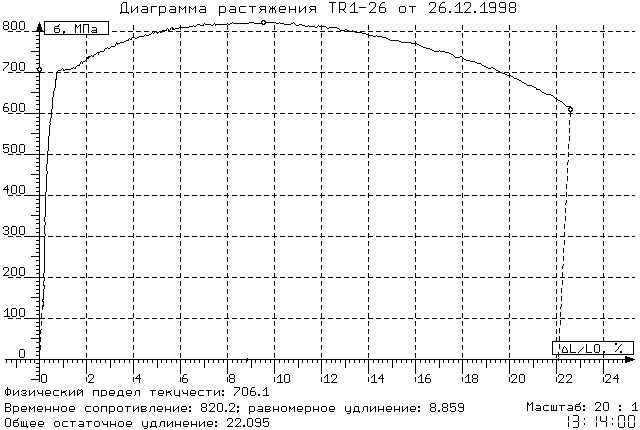 Диаграмма растяжения TR1-26 от 26.12.1998
б, МПа
800
700
600
500
400
300
200
100
0
ΔL/L0, %
0 2 4 6 8 10 12 14 16 18 20 22 24
Физический предел текучести: 706.1
Временное сопротивление: 820.2; равномерное удлинение: 8.859
Масштаб: 20 : 1
Общее остаточное удлинение: 22.095
13:14:00